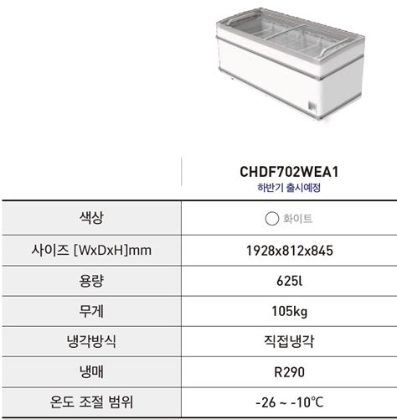 CHDF702WEA1
하반기 출시예정
색상 화이트
사이즈 [WxDxH]mm 1928x812x845
용량 625l
무게 105kg
냉각방식 직접냉각
냉매 R290
온도 조절 범위 -26 ~ -10℃